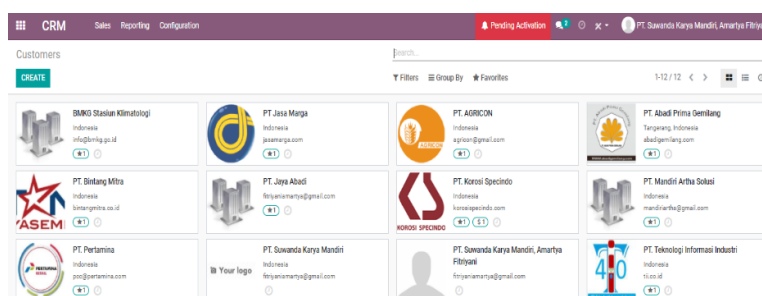 CRM Sales Reporting Configuration Pending Activation 2 PT. Suwanda Karya Mandiri, Amartya Fitriya
Customers Search...
CREATE Filters Group By Favorites 1-12 / 12
BMKG Stasiun Klimatologi
Indonesia
info@bmkg.go.id
1
PT Jasa Marga
Indonesia
jasamarga.com
1
AGRICON
PT. AGRICON
Indonesia
agricon@gmail.com
1
PT. Abadi Prima Gemilang
Tangerang, Indonesia
abadigemilang.com
1
ASEM
PT. Bintang Mitra
Indonesia
bintangmitra.co.id
1
PT. Jaya Abadi
fitriyaniamartya@gmail.com
1
KOROSI SPECINDO
PT. Korosi Specindo
Indonesia
korosispecindo.com
1 $ 1
PT. Mandiri Artha Solusi
Indonesia
mandiriartha@gmail.com
1
PERTAMINA
PT. Pertamina
Indonesia
pcc@pertamina.com
1
Your logo
PT. Suwanda Karya Mandiri
Indonesia
fitriyaniamartya@gmail.com
PT. Suwanda Karya Mandiri, Amartya
Fitriyani
fitriyaniamartya@gmail.com
PT. Teknologi Informasi Industri
Indonesia
tii.co.id
1